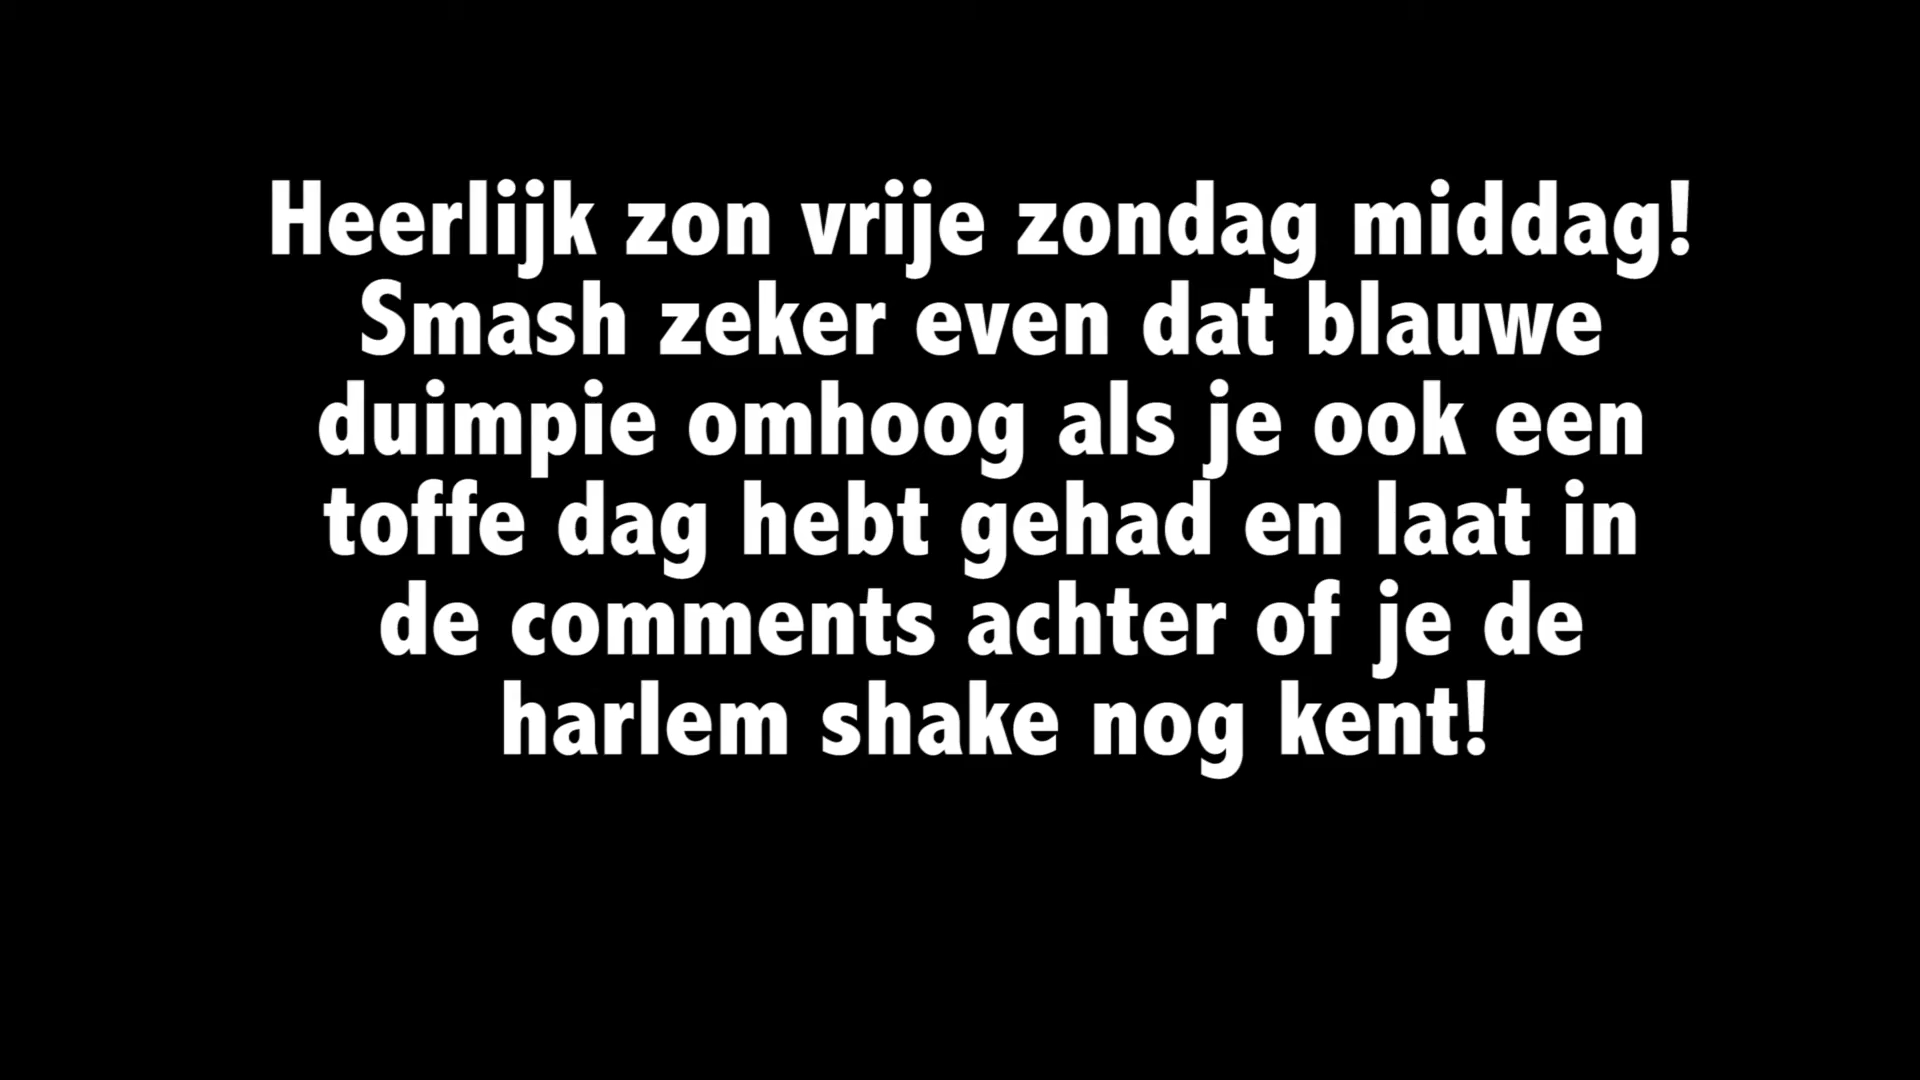 Heerlijk zon vrije zondag middag!
Smash zeker even dat blauwe
duimpie omhoog als je ook een
toffe dag hebt gehad en laat in
de comments achter of je de
harlem shake nog kent!